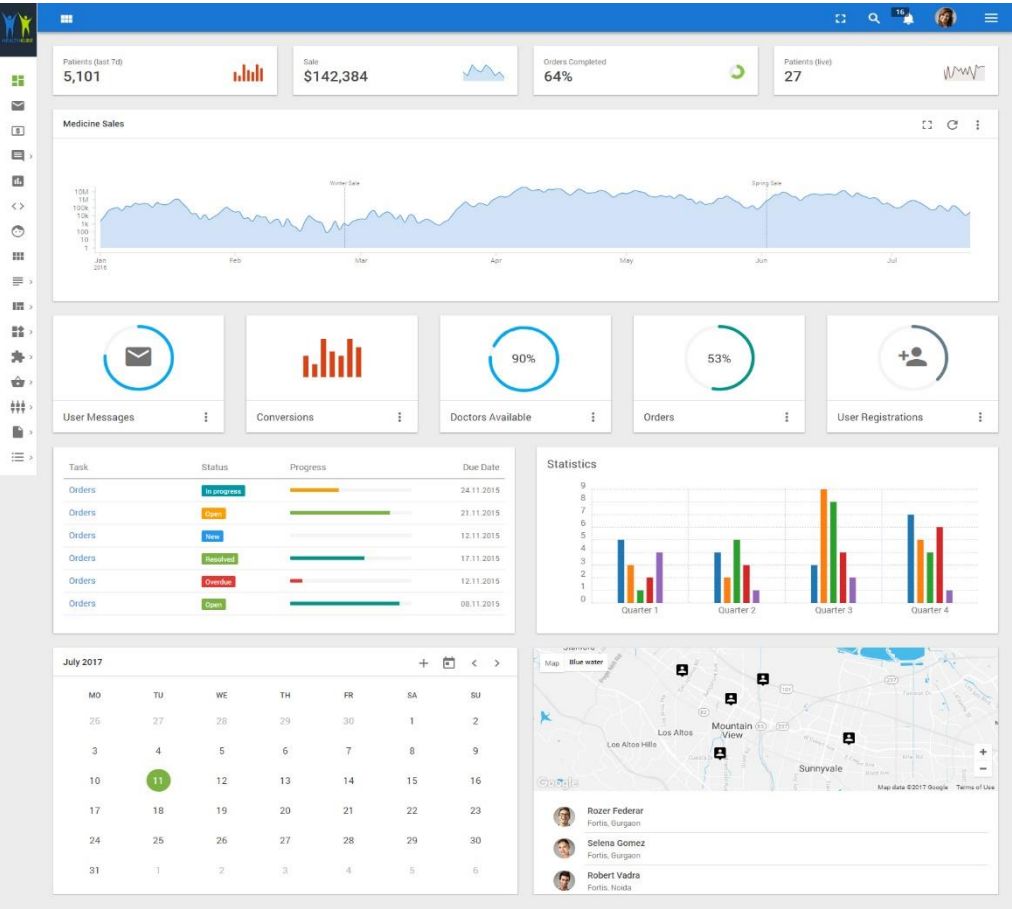 16
Patients (last 7d)
5,101
Sale
$142,384
Orders Completed
64%
Patients (live)
27
Medicine Sales
Winter Sale
Spring Sale
10M
1M
100k
10k
1k
100
10
1
Jan
2015
Feb
Mar
Apr
May
Jun
Jul
90%
53%
User Messages
Conversions
Doctors Available
Orders
User Registrations
Task Status Progress Due Date
Orders In progress 24.11.2015
Orders Open 21.11.2015
Orders New 12.11.2015
Orders Resolved 17.11.2015
Orders Overdue 12.11.2015
Orders Open 08.11.2015
Statistics
9
8
7
6
5
4
3
2
1
0
Quarter 1 Quarter 2 Quarter 3 Quarter 4
July 2017
MO TU WE TH FR SA SU
26 27 28 29 30 1 2
3 4 5 6 7 8 9
10 11 12 13 14 15 16
17 18 19 20 21 22 23
24 25 26 27 28 29 30
31 1 2 3 4 5 6
Map Blue water
101
237
82
Los Altos
Mountain
View
Los Altos Hills
Sunnyvale
Google
Map data ©2017 Google Terms of Use
Rozer Federar
Fortis, Gurgaon
Selena Gomez
Fortis, Gurgaon
Robert Vadra
Fortis, Noida